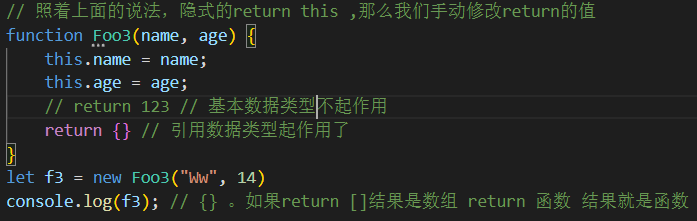 // 照着上面的说法，隐式的return this ,那么我们手动修改return的值
function Foo3(name, age) {
    this.name = name;
    this.age = age;
    // return 123 // 基本数据类型不起作用
    return {} // 引用数据类型起作用了
}
let f3 = new Foo3("Ww", 14)
console.log(f3); // {} 。如果return []结果是数组 return 函数 结果就是函数